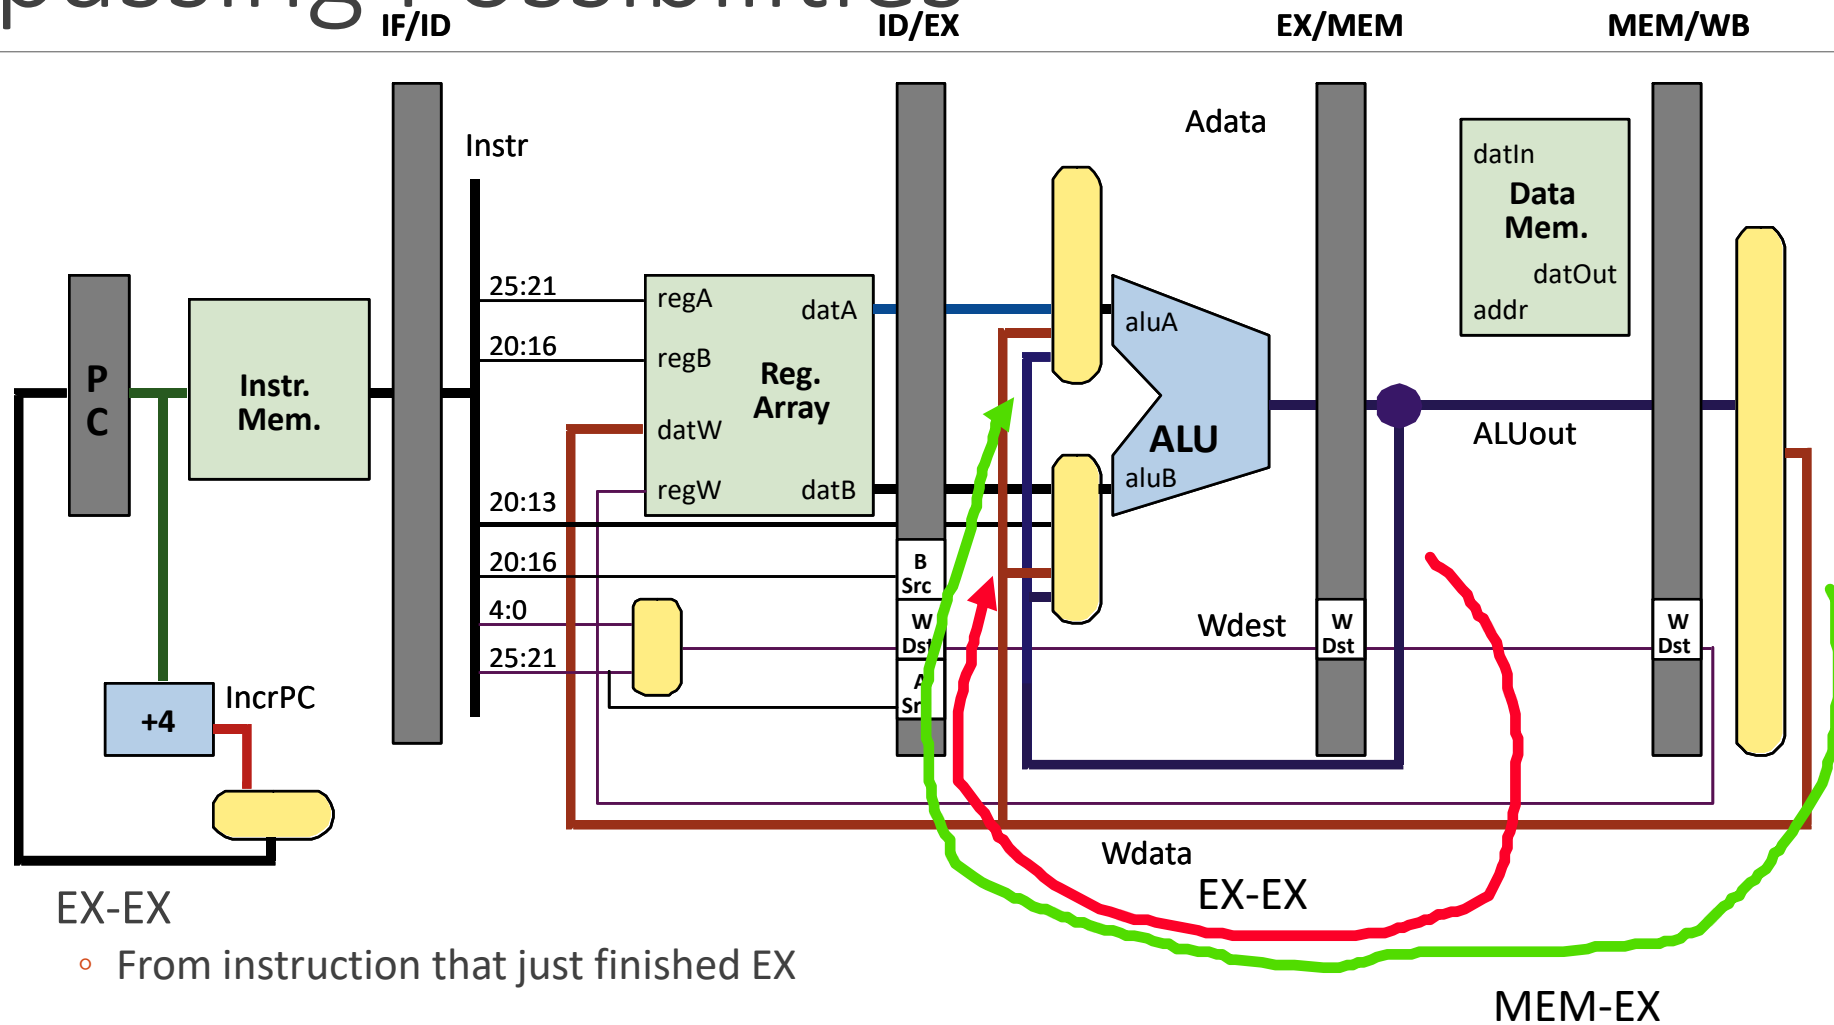 IF/ID
ID/EX
EX/MEM
MEM/WB
Instr
Adata
datIn
Data
Mem.
datOut
addr
25:21
regA
datA
aluA
20:16
regB
P
C
Instr.
Mem.
Reg.
Array
datW
ALU
ALUout
regW
datB
aluB
20:13
20:16
B
Src
4:0
W
Dst
Wdest
W
Dst
W
Dst
25:21
A
IncrPC
+4
Wdata
EX-EX
EX-EX
◦ From instruction that just finished EX
MEM-EX